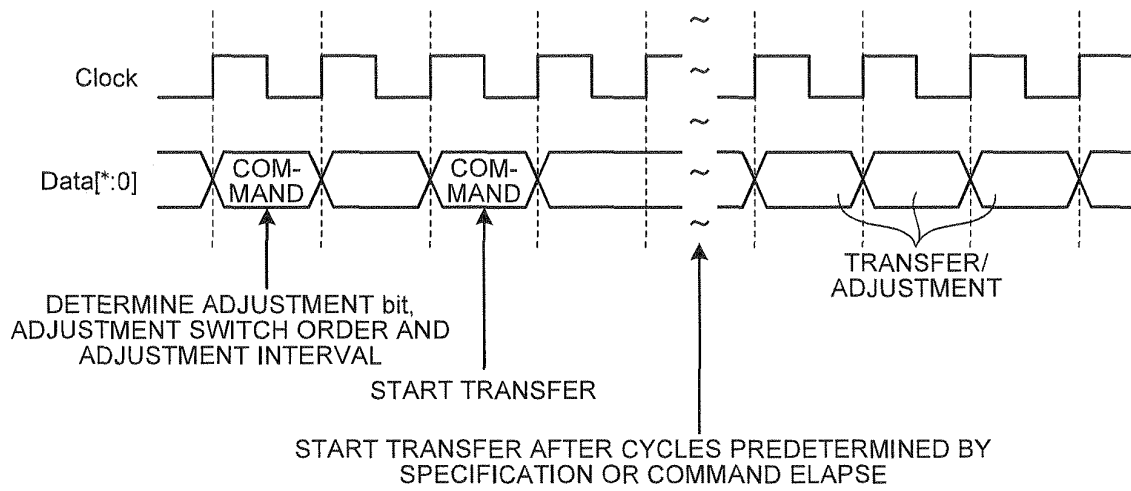 Clock
Data[*:0]
COM-
MAND
COM-
MAND
~
~
~
~
~
TRANSFER/
ADJUSTMENT
DETERMINE ADJUSTMENT bit,
ADJUSTMENT SWITCH ORDER AND
ADJUSTMENT INTERVAL
START TRANSFER
START TRANSFER AFTER CYCLES PREDETERMINED BY
SPECIFICATION OR COMMAND ELAPSE